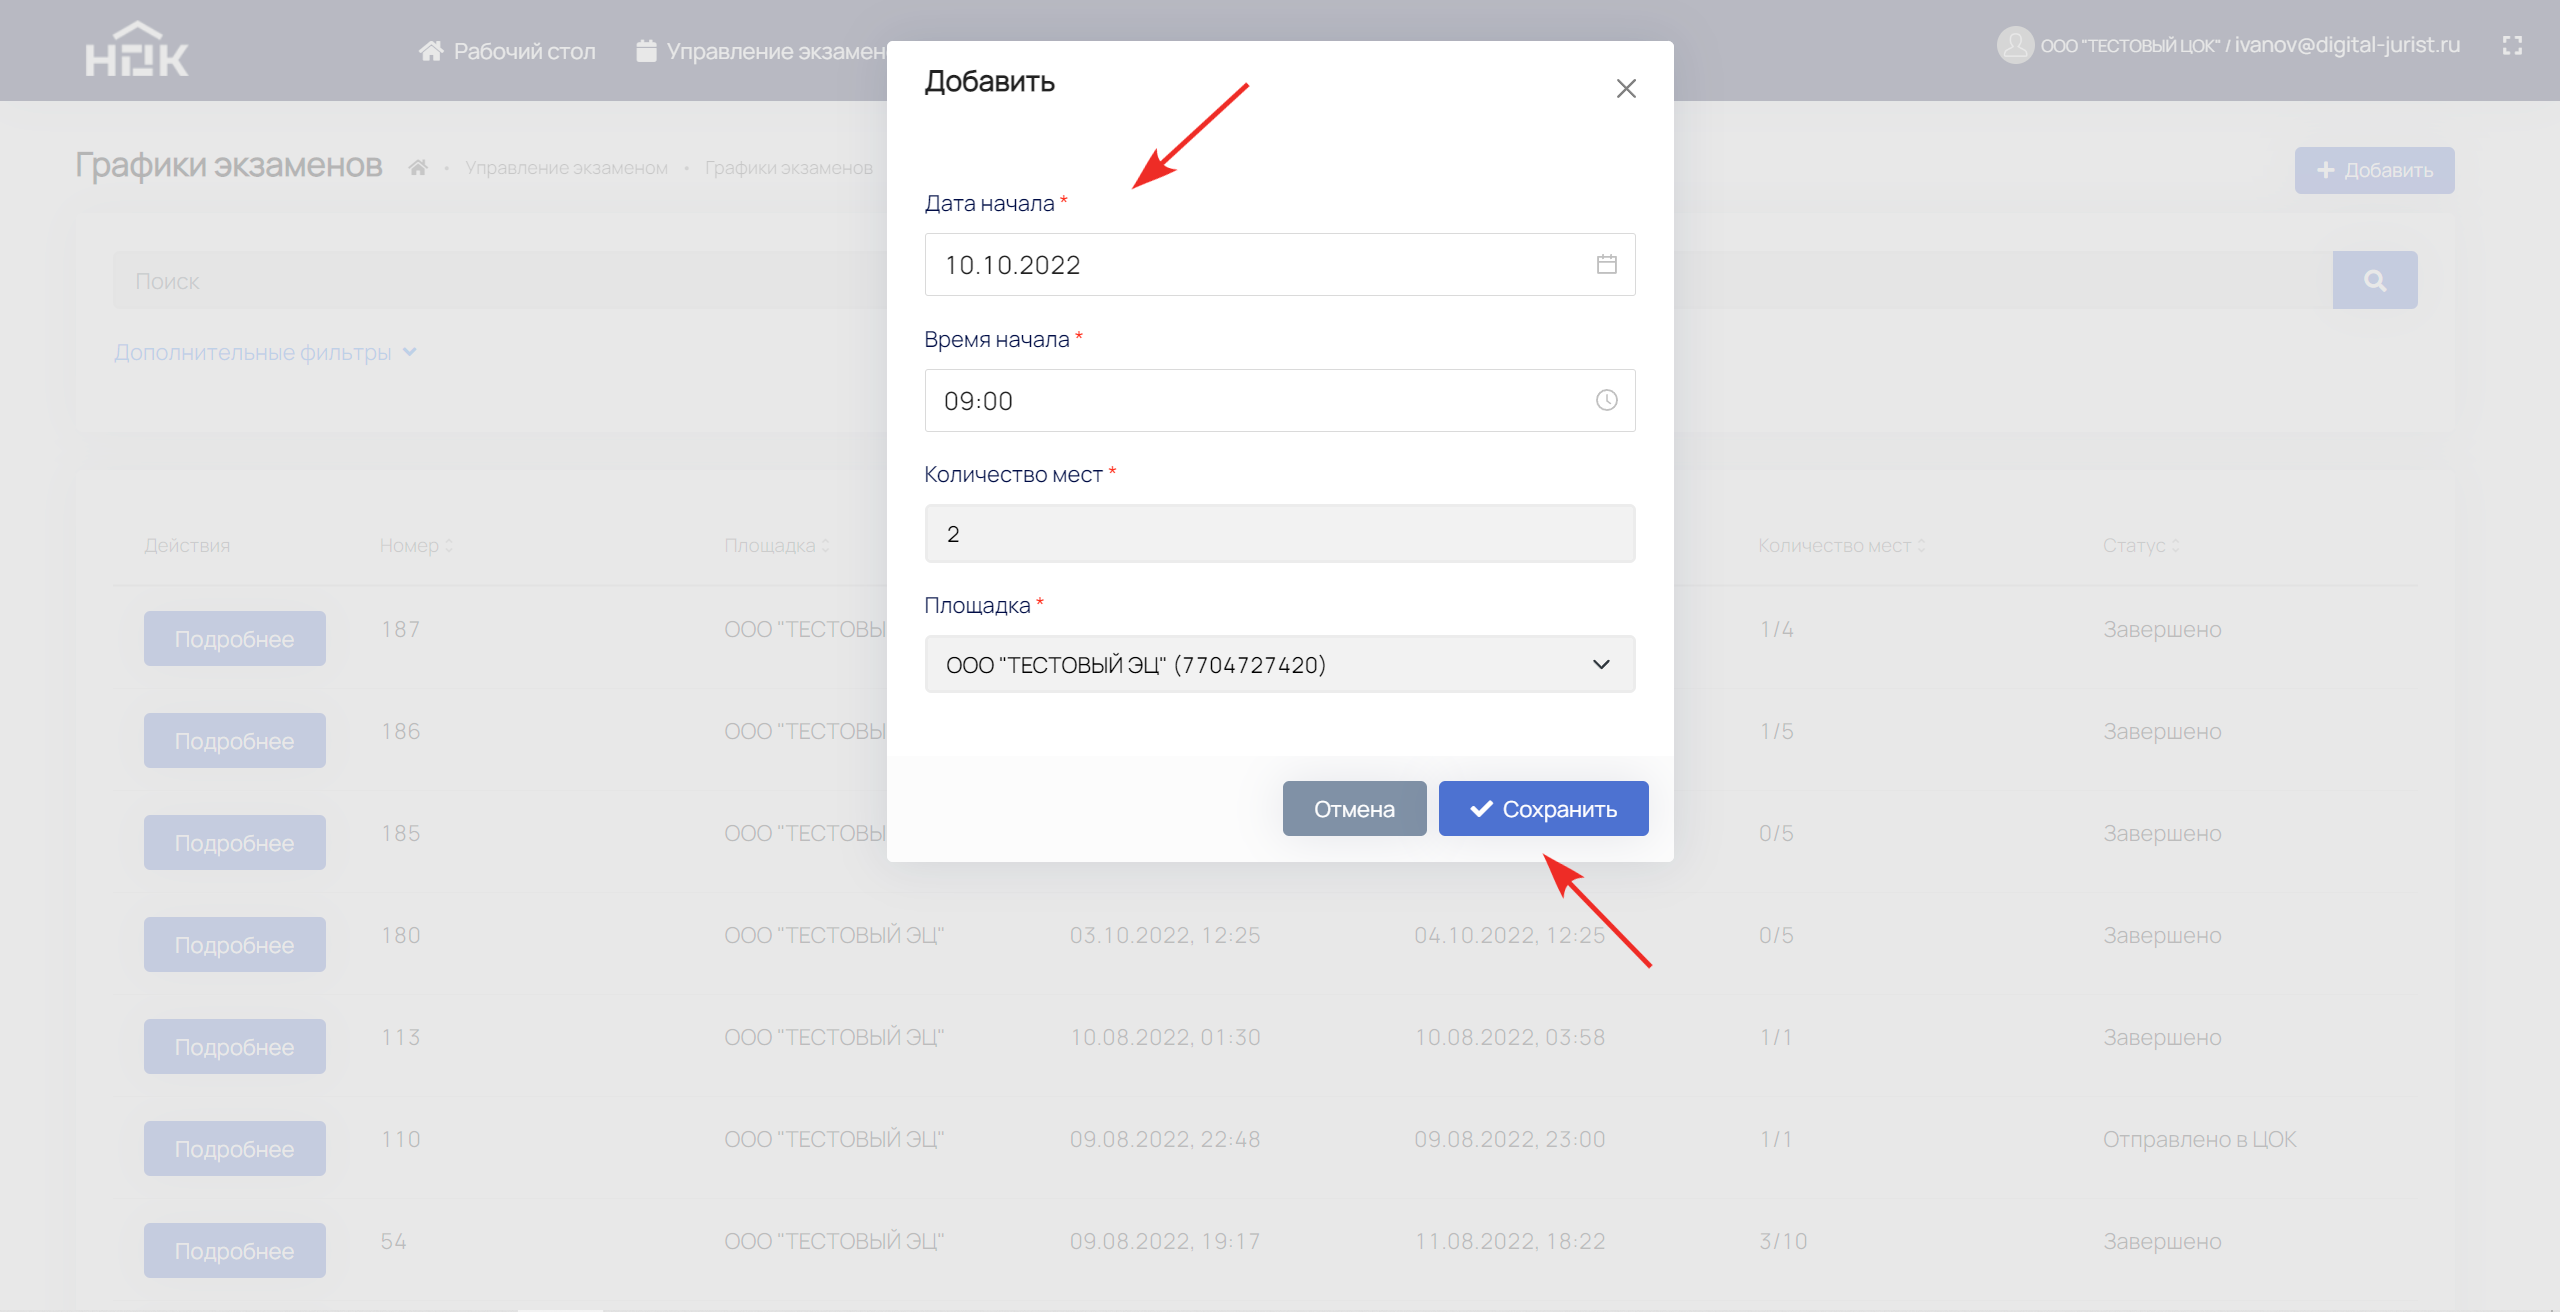 НОК
Рабочий стол
Управление экзамен
ООО "ТЕСТОВЫЙ ЦОК" / ivanov@digital-jurist.ru
Графики экзаменов
Управление экзаменом
Графики экзаменов
Добавить
Поиск
Дополнительные фильтры
Добавить
Дата начала *
10.10.2022
Время начала *
09:00
Количество мест *
2
Площадка *
ООО "ТЕСТОВЫЙ ЭЦ" (7704727420)
Отмена
Сохранить
Действия Номер Площадка Количество мест Статус
Подробнее 187 ООО "ТЕСТОВЫ 1/4 Завершено
Подробнее 186 ООО "ТЕСТОВЫ 1/5 Завершено
Подробнее 185 ООО "ТЕСТОВЫ 0/5 Завершено
Подробнее 180 ООО "ТЕСТОВЫЙ ЭЦ" 03.10.2022, 12:25 04.10.2022, 12:25 0/5 Завершено
Подробнее 113 ООО "ТЕСТОВЫЙ ЭЦ" 10.08.2022, 01:30 10.08.2022, 03:58 1/1 Завершено
Подробнее 110 ООО "ТЕСТОВЫЙ ЭЦ" 09.08.2022, 22:48 09.08.2022, 23:00 1/1 Отправлено в ЦОК
Подробнее 54 ООО "ТЕСТОВЫЙ ЭЦ" 09.08.2022, 19:17 11.08.2022, 18:22 3/10 Завершено